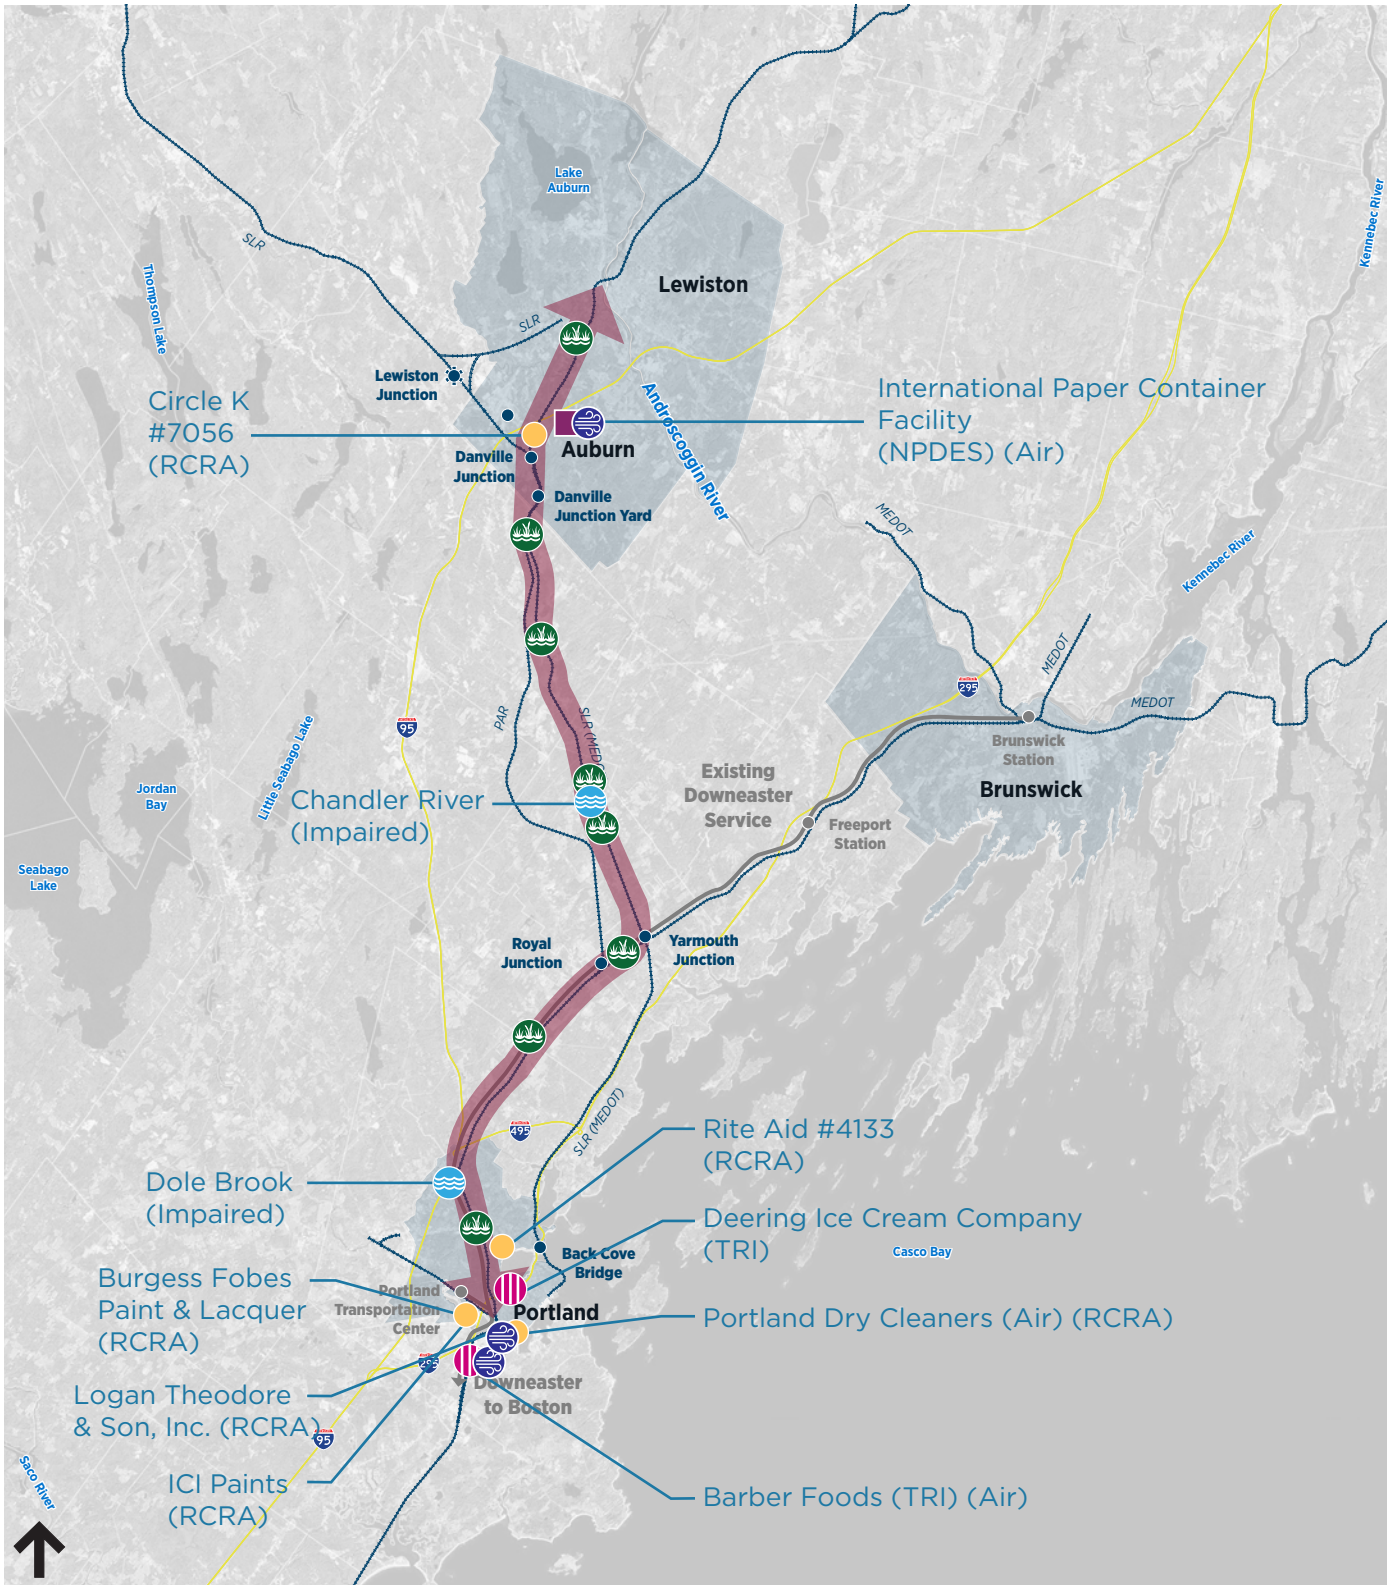 Lake
Auburn
SLR
Thompson Lake
Lewiston
Kennebec River
SLR
Lewiston
Junction
Circle K
#7056
(RCRA)
International Paper Container
Facility
(NPDES) (Air)
Androscoggin River
Auburn
Danville
Junction
Danville
Junction Yard
MEDOT
Kennebec River
MEDOT
295
MEDOT
95
PAR
Little Seabago Lake
Brunswick
Station
Existing
Downeaster
Service
Brunswick
Jordan
Bay
Chandler River
(Impaired)
Freeport
Station
Seabago
Lake
Royal
Junction
Yarmouth
Junction
SLR (MEDOT)
495
Rite Aid #4133
(RCRA)
Dole Brook
(Impaired)
Deering Ice Cream Company
(TRI)
Casco Bay
Back Cove
Bridge
Burgess Fobes
Paint & Lacquer
(RCRA)
Portland
Transportation
Center
Portland
Portland Dry Cleaners (Air) (RCRA)
295
Downeaster
to Boston
Logan Theodore
& Son, Inc. (RCRA)
95
Saco River
ICI Paints
(RCRA)
Barber Foods (TRI) (Air)